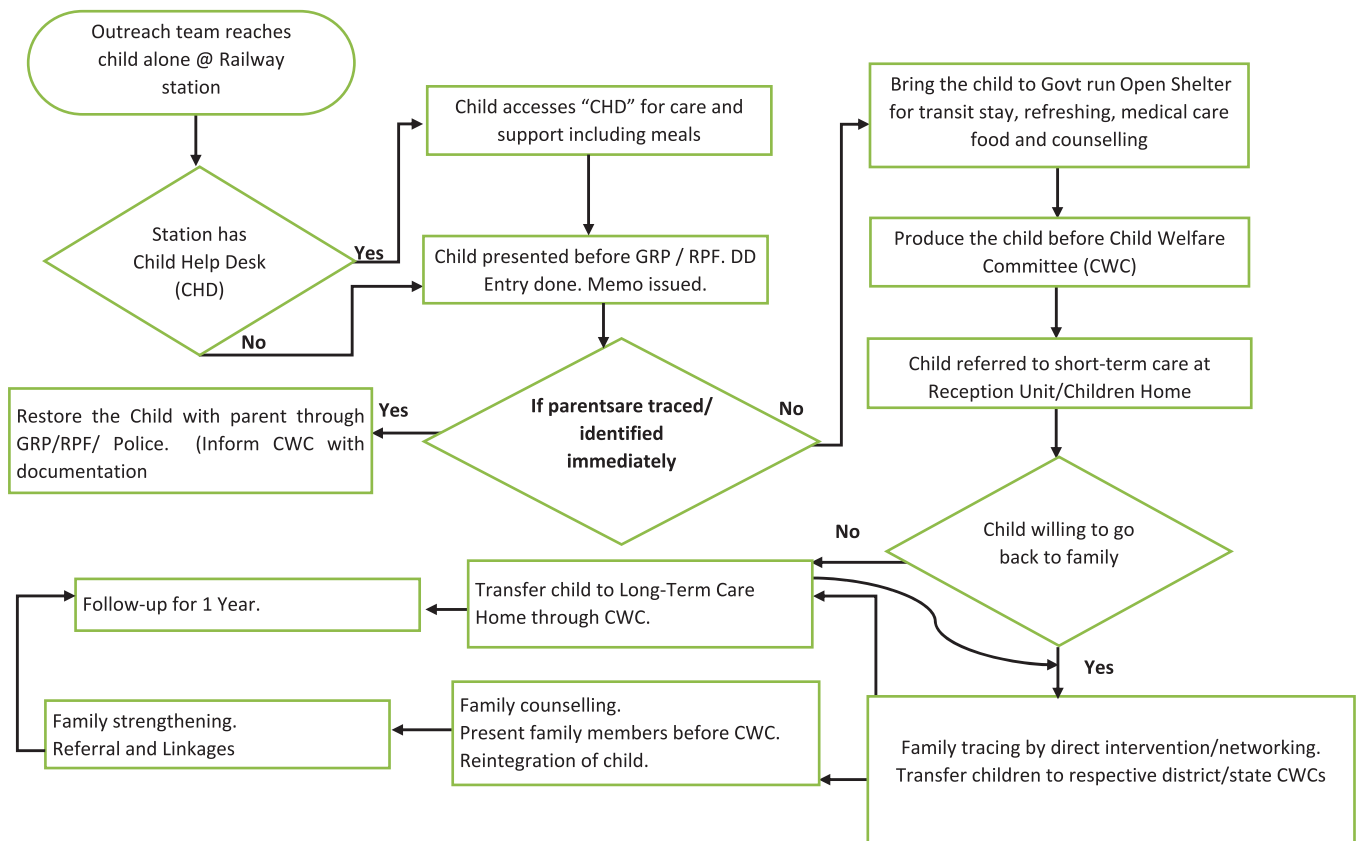 Outreach team reaches
child alone @ Railway
station
Station has
Child Help Desk
(CHD)
Yes
No
Child accesses “CHD” for care and
support including meals
Child presented before GRP / RPF. DD
Entry done. Memo issued.
If parentsare traced/
identified
immediately
Yes
No
Restore the Child with parent through
GRP/RPF/ Police. (Inform CWC with
documentation
Bring the child to Govt run Open Shelter
for transit stay, refreshing, medical care
food and counselling
Produce the child before Child Welfare
Committee (CWC)
Child referred to short-term care at
Reception Unit/Children Home
Child willing to go
back to family
No
Yes
Transfer child to Long-Term Care
Home through CWC.
Follow-up for 1 Year.
Family tracing by direct intervention/networking.
Transfer children to respective district/state CWCs
Family counselling.
Present family members before CWC.
Reintegration of child.
Family strengthening.
Referral and Linkages